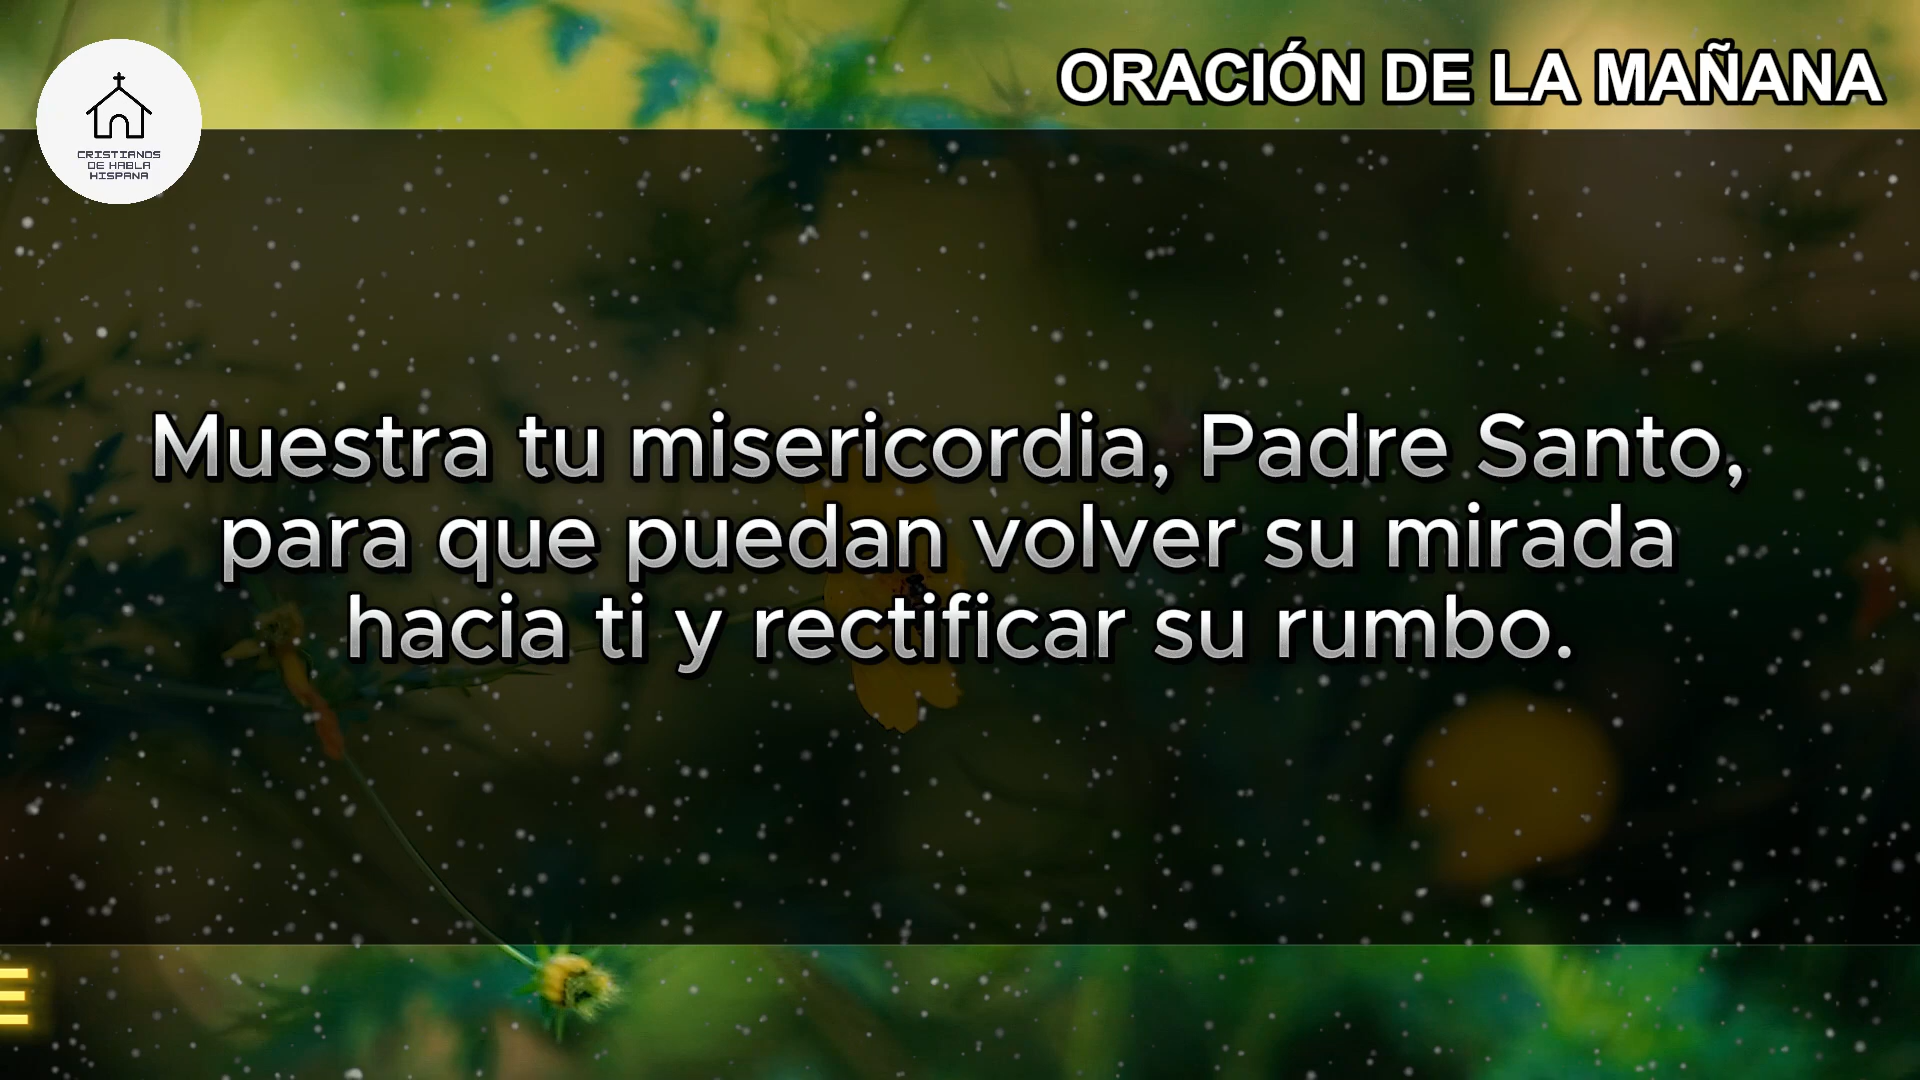 ORACIÓN DE LA MAÑANA
CRISTIANOS
DE HABLA
HISPANA
Muestra tu misericordia, Padre Santo,
para que puedan volver su mirada
hacia ti y rectificar su rumbo.
E